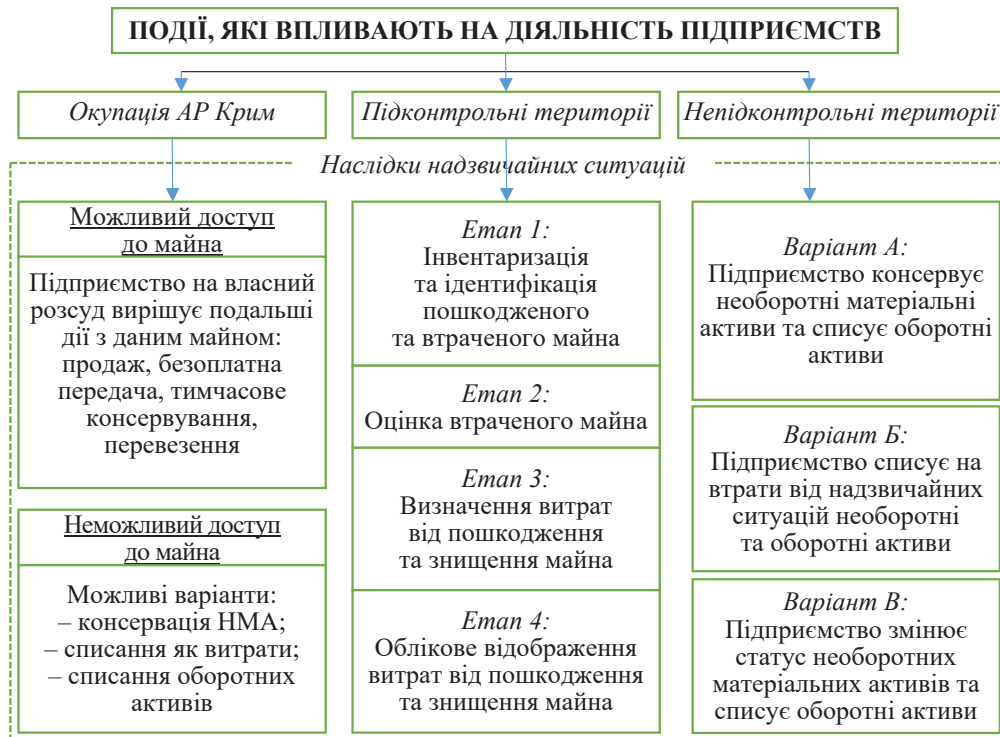 ПОДІЇ, ЯКІ ВПЛИВАЮТЬ НА ДІЯЛЬНІСТЬ ПІДПРИЄМСТВ
Окупація АР Крим
Підконтрольні території
Непідконтрольні території
Наслідки надзвичайних ситуацій
Можливий доступ
до майна
Підприємство на власний
розсуд вирішує подальші
дії з даним майном:
продаж, безоплатна
передача, тимчасове
консервування,
перевезення
Неможливий доступ
до майна
Можливі варіанти:
– консервація НМА;
– списання як витрати;
– списання оборотних
активів
Етап 1:
Інвентаризація
та ідентифікація
пошкодженого
та втраченого майна
Етап 2:
Оцінка втраченого майна
Етап 3:
Визначення витрат
від пошкодження
та знищення майна
Етап 4:
Облікове відображення
витрат від пошкодження
та знищення майна
Варіант А:
Підприємство консервує
необоротні матеріальні
активи та списує оборотні
активи
Варіант Б:
Підприємство списує на
втрати від надзвичайних
ситуацій необоротні
та оборотні активи
Варіант В:
Підприємство змінює
статус необоротних
матеріальних активів та
списує оборотні активи